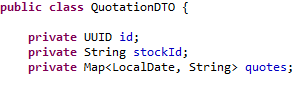 public class QuotationDTO {
private UUID id;
private String stockId;
private Map<LocalDate, String> quotes;